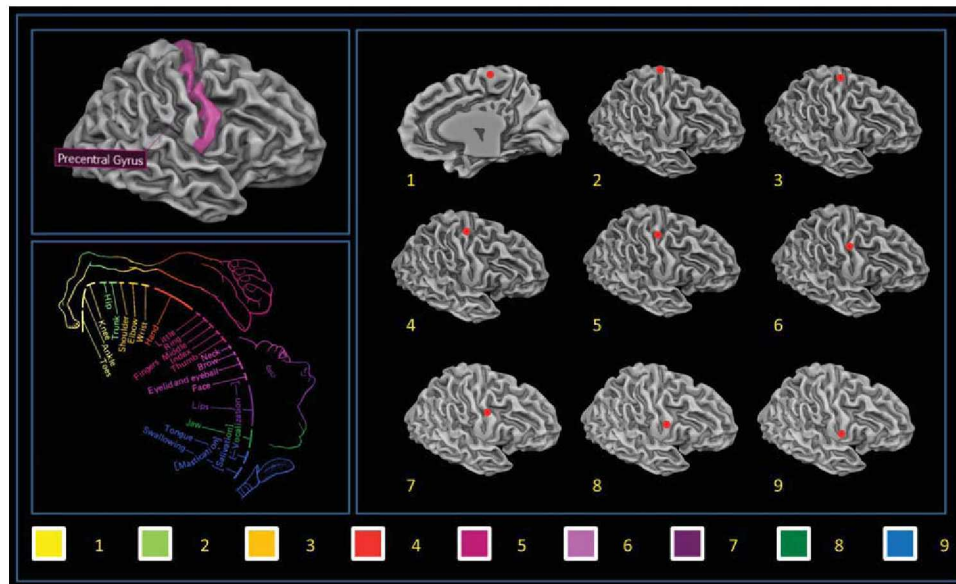 Precentral Gyrus
1
2
3
4
5
6
7
8
9
Hip
Trunk
Shoulder
Elbow
Wrist
Hand
Little
Ring
Middle
Index
Thumb
Fingers
Neck
Brow
Eyelid and eyeball
Face
Lips
Jaw
Tongue
Swallowing
Knee
Ankle
Toes
[Mastication]
[Salivation]
[Vocalization]
1 2 3 4 5 6 7 8 9